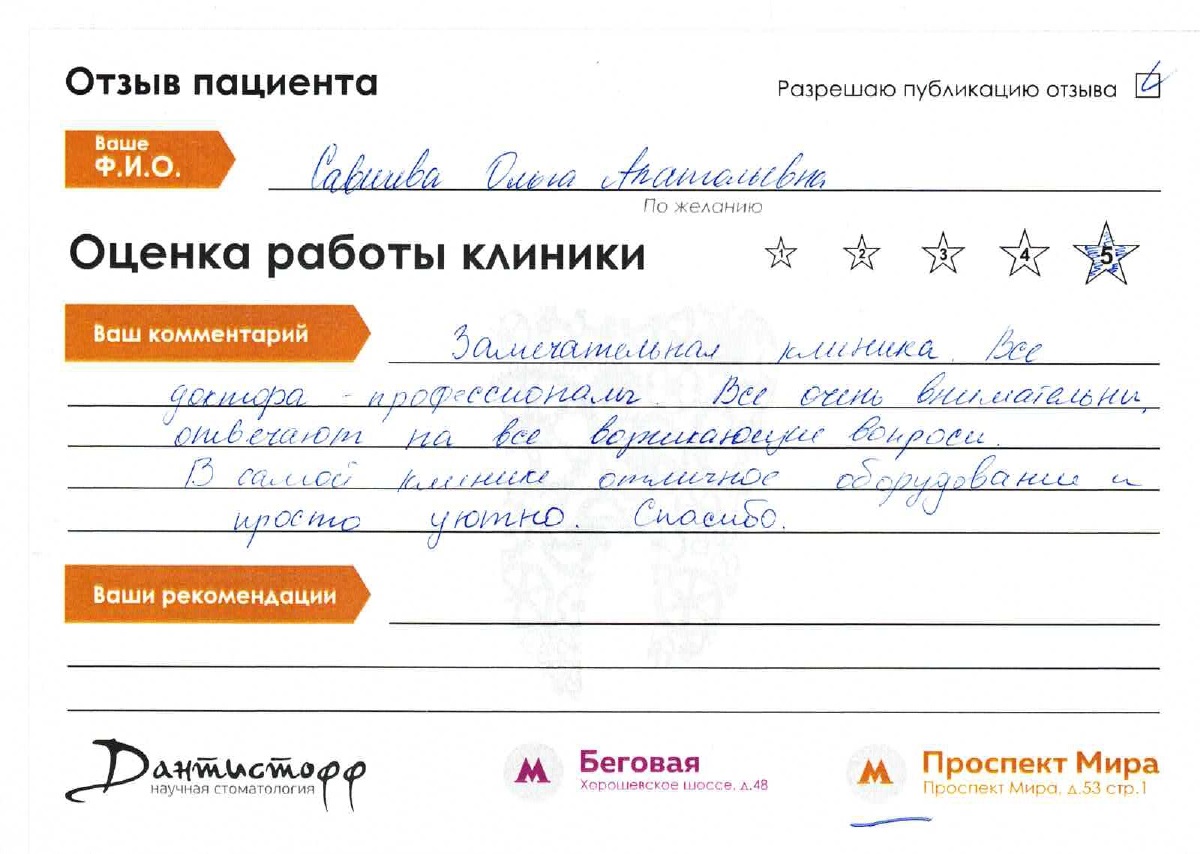 Отзыв пациента
Разрешаю публикацию отзыва
Ваше
Ф.И.О.
Ольга Анатольевна
По желанию
Оценка работы клиники
1 2 3 4 5
Ваш комментарий
Замечательная клиника. Все
доктора - профессионалы. Все очень внимательны,
отвечают на все вопросы.
В самой клинике отличное оборудование и
просто уютно. Спасибо.
Ваши рекомендации
Дантистофф
научная стоматология
М Беговая
Хорошевское шоссе, д.48
М Проспект Мира
Проспект Мира, д.53 стр.1